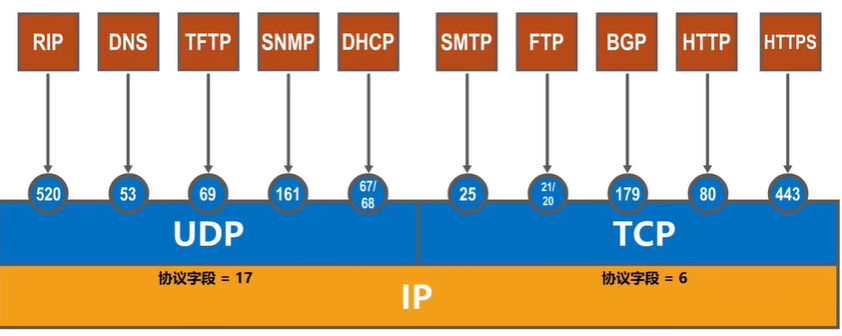 RIP DNS TFTP SNMP DHCP SMTP FTP BGP HTTP HTTPS
520 53 69 161 67/ 68 25 21/ 20 179 80 443
UDP TCP
协议字段 = 17 协议字段 = 6
IP